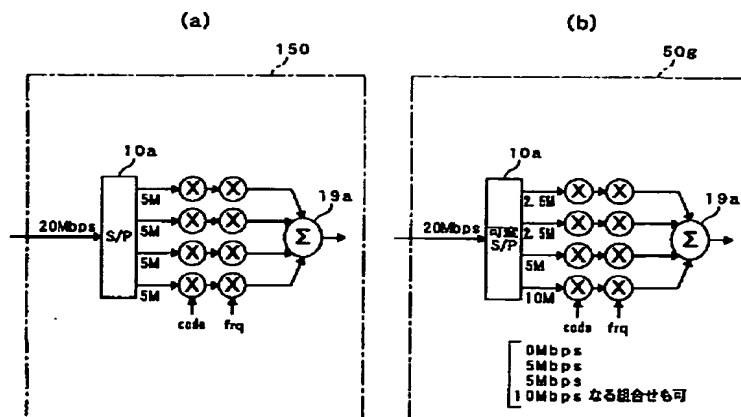 (a)
150
10a
20Mbps
S/P
5M
5M
5M
5M
X X
X X
X X
X X
19a
Σ
code
frq
(b)
50g
10a
20Mbps
可変
S/P
2.5M
2.5M
5M
10M
X X
X X
X X
X X
19a
Σ
code
frq
0Mbps
5Mbps
5Mbps
10Mbps なる組合せも可